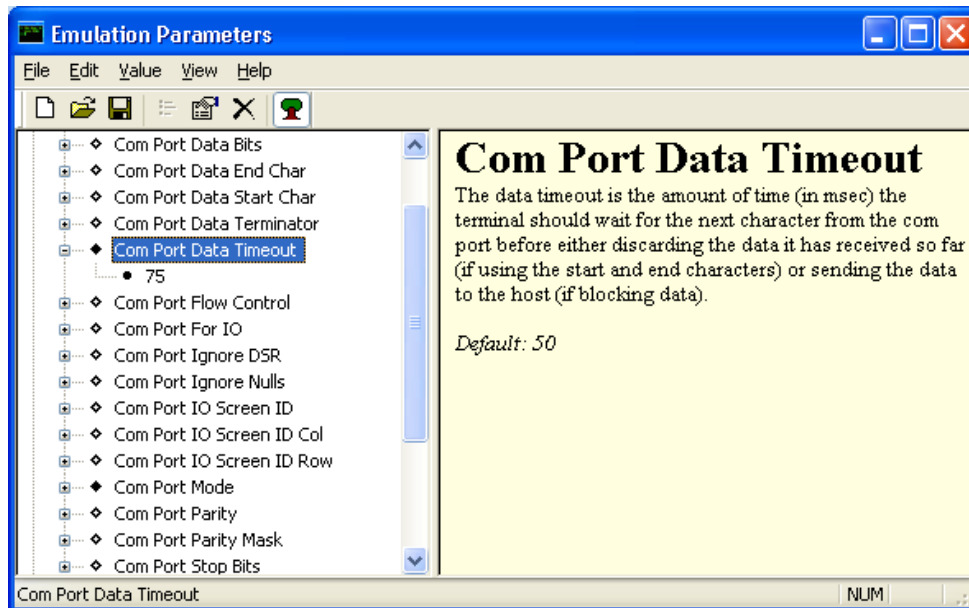 Emulation Parameters
File Edit Value View Help
Com Port Data Bits
Com Port Data End Char
Com Port Data Start Char
Com Port Data Terminator
Com Port Data Timeout
75
Com Port Flow Control
Com Port For IO
Com Port Ignore DSR
Com Port Ignore Nulls
Com Port IO Screen ID
Com Port IO Screen ID Col
Com Port IO Screen ID Row
Com Port Mode
Com Port Parity
Com Port Parity Mask
Com Port Stop Bits
Com Port Data Timeout
The data timeout is the amount of time (in msec) the
terminal should wait for the next character from the com
port before either discarding the data it has received so far
(if using the start and end characters) or sending the data
to the host (if blocking data).
Default: 50
Com Port Data Timeout NUM